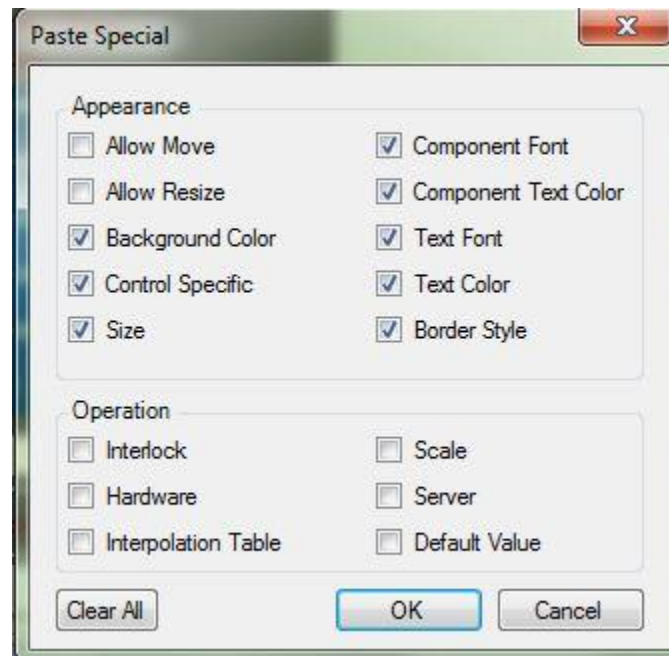 Paste Special
Appearance
Allow Move
Component Font
Allow Resize
Component Text Color
Background Color
Text Font
Control Specific
Text Color
Size
Border Style
Operation
Interlock
Scale
Hardware
Server
Interpolation Table
Default Value
Clear All
OK
Cancel